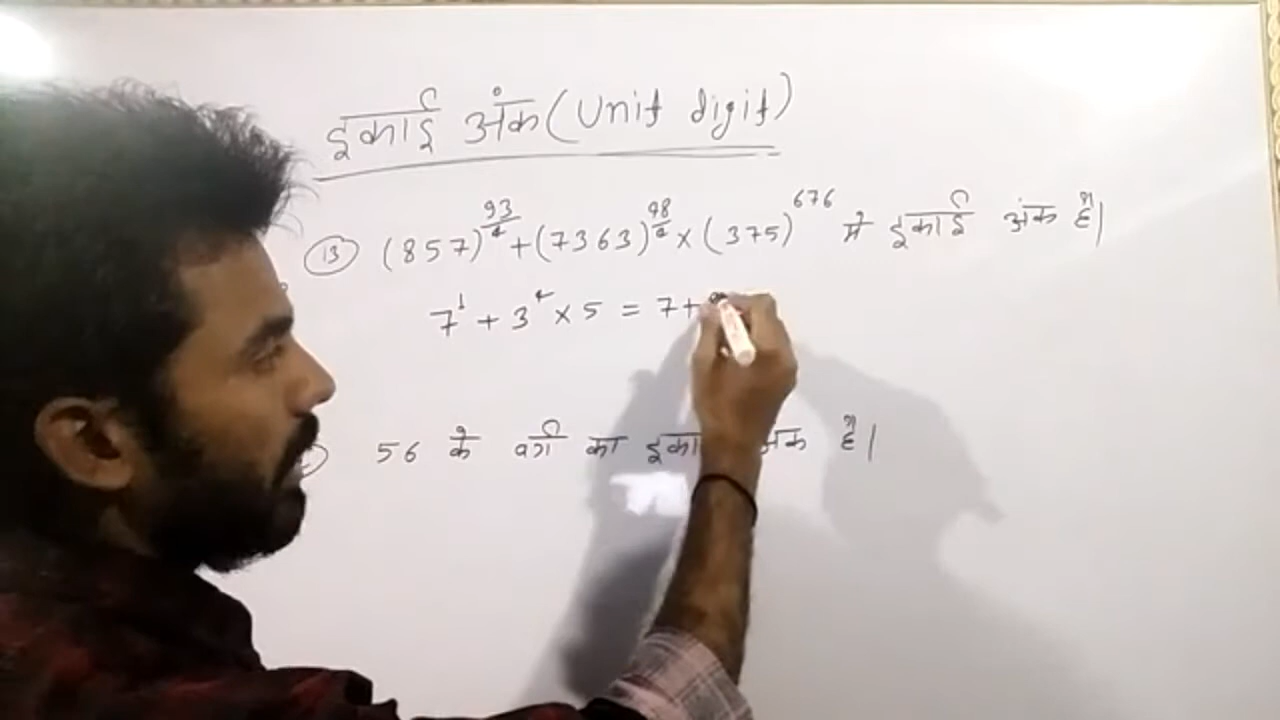 इकाई अंक (Unit digit)
13 (857)^93/4 + (7363)^98/4 × (375)^676 में इकाई अंक है।
7^1 + 3^4 × 5 = 7+
56 के वर्ग का इका अंक है।